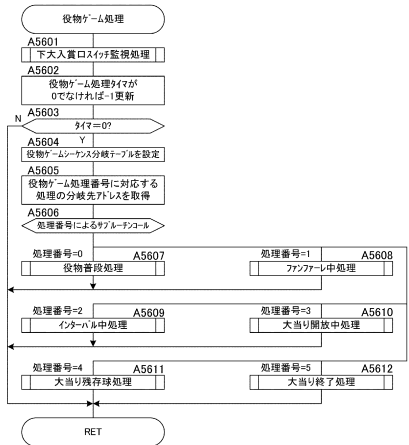 役物ｹﾞｰﾑ処理
A5601
下大入賞口ｽｲｯﾁ監視処理
A5602
役物ｹﾞｰﾑ処理ﾀｲﾏが
0でなければ-1更新
A5603
N
ﾀｲﾏ=0?
Y
A5604
役物ｹﾞｰﾑｼｰｹﾝｽ分岐ﾃｰﾌﾞﾙを設定
A5605
役物ｹﾞｰﾑ処理番号に対応する
処理の分岐先ｱﾄﾞﾚｽを取得
A5606
処理番号によるｻﾌﾞﾙｰﾁﾝｺｰﾙ
処理番号=0
A5607
役物普段処理
処理番号=1
A5608
ﾌｧﾝﾌｧｰﾚ中処理
処理番号=2
A5609
ｲﾝﾀｰﾊﾞﾙ中処理
処理番号=3
A5610
大当り開放中処理
処理番号=4
A5611
大当り残存球処理
処理番号=5
A5612
大当り終了処理
RET